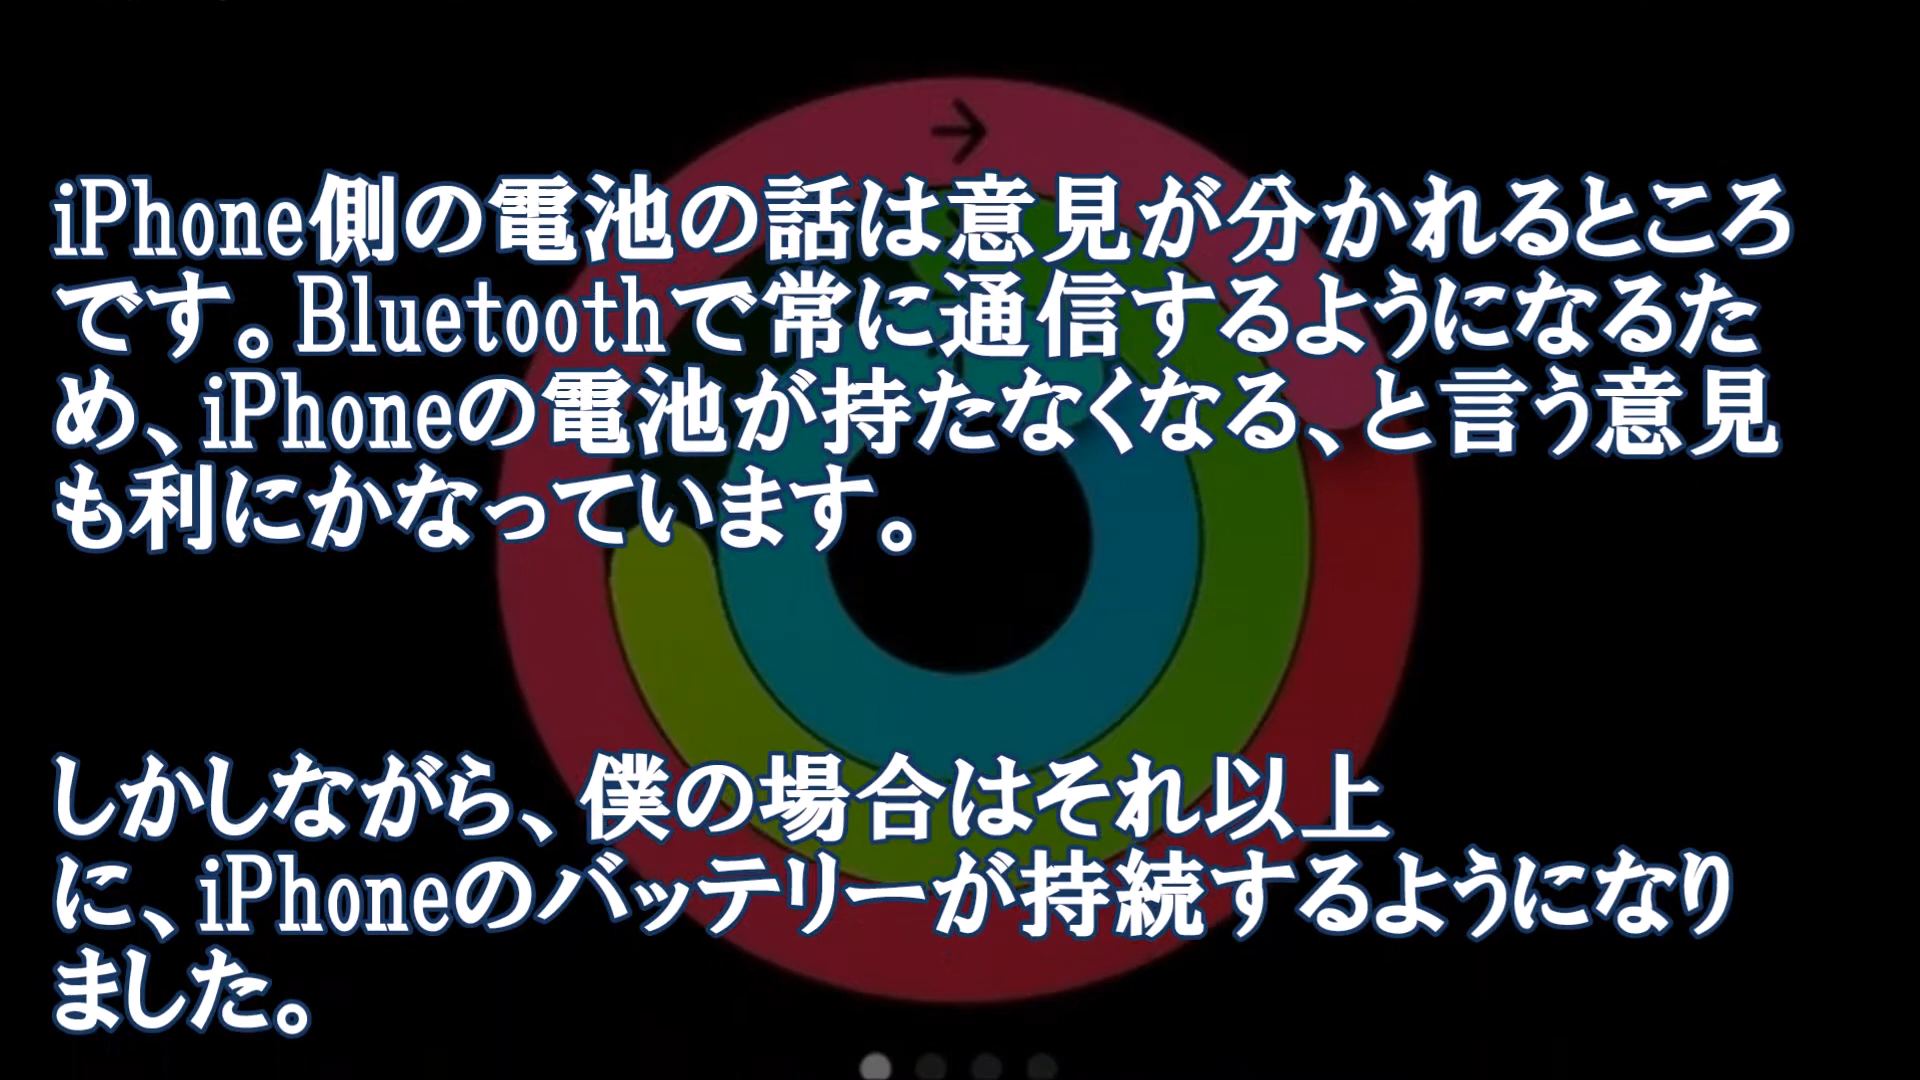 iPhone側の電池の話は意見が分かれるところ
です。Bluetoothで常に通信するようになるた
め、iPhoneの電池が持たなくなる、と言う意見
も利にかなっています。
しかしながら、僕の場合はそれ以上
に、iPhoneのバッテリーが持続するようになり
ました。